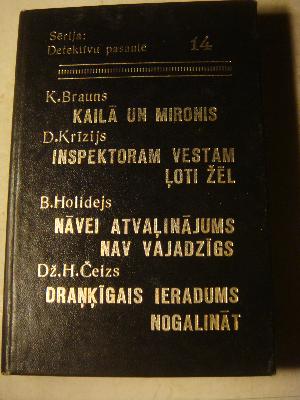 Sērija:
Detektīvu pasaulē 14
K.Brauns
KAILĀ UN MIRONIS
D.Krīzijs
INSPEKTORAM VESTAM
ĻOTI ŽĒL
B.Holidejs
NĀVEI ATVAĻINĀJUMS
NAV VAJADZĪGS
Dž.H.Čeizs
DRAŅĶĪGAIS IERADUMS
NOGALINĀT